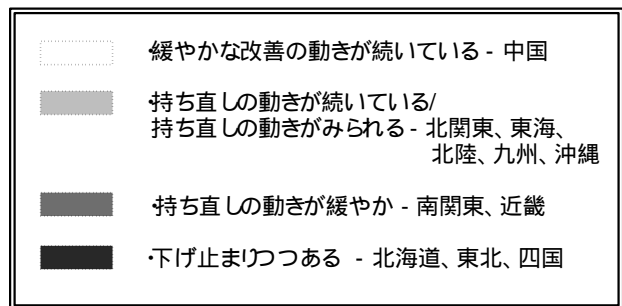 ・緩やかな改善の動きが続いている - 中国
・持ち直しの動きが続いている/
持ち直しの動きがみられる - 北関東、東海、
北陸、九州、沖縄
・持ち直しの動きが緩やか - 南関東、近畿
・下げ止まりつつある - 北海道、東北、四国